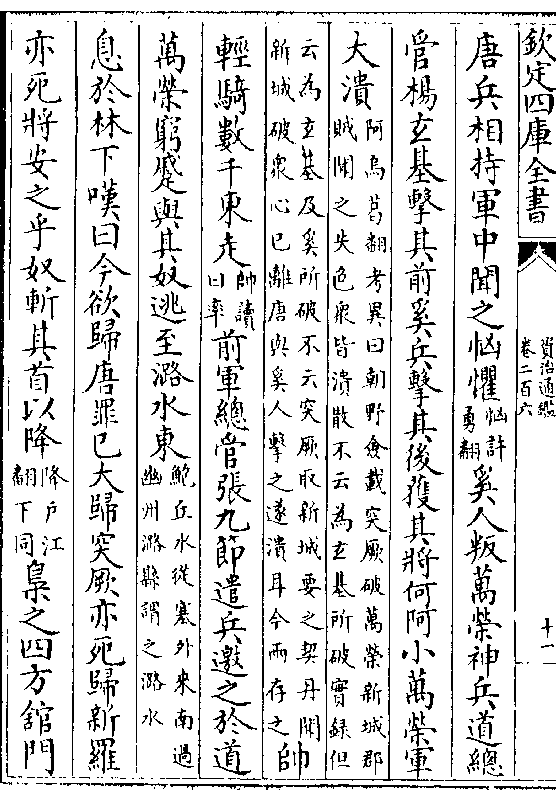 欽定四庫全書
資治通鑑
卷二百六
十一
唐兵相持軍中聞之恟懼恟許勇翻奚人叛萬榮神兵道總
管楊玄基擊其前奚兵擊其後獲其將何阿小萬榮軍
大潰阿烏葛翻考異曰朝野僉載突厥破萬榮新城郡賊聞之失色衆皆潰散不云為玄基所破實録但
云為玄基及奚所破不云突厥取新城要之契丹聞新城破衆心已離唐與奚人擊之遂潰耳今兩存之帥
輕騎數千東走帥讀曰率前軍總管張九節遣兵邀之於道
萬榮窮蹙與其奴逃至潞水東鮑丘水從塞外來南過幽州潞縣謂之潞水
息於林下嘆曰今欲歸唐罪已大歸突厥亦死歸新羅
亦死將安之乎奴斬其首以降降戸江翻下同梟之四方館門